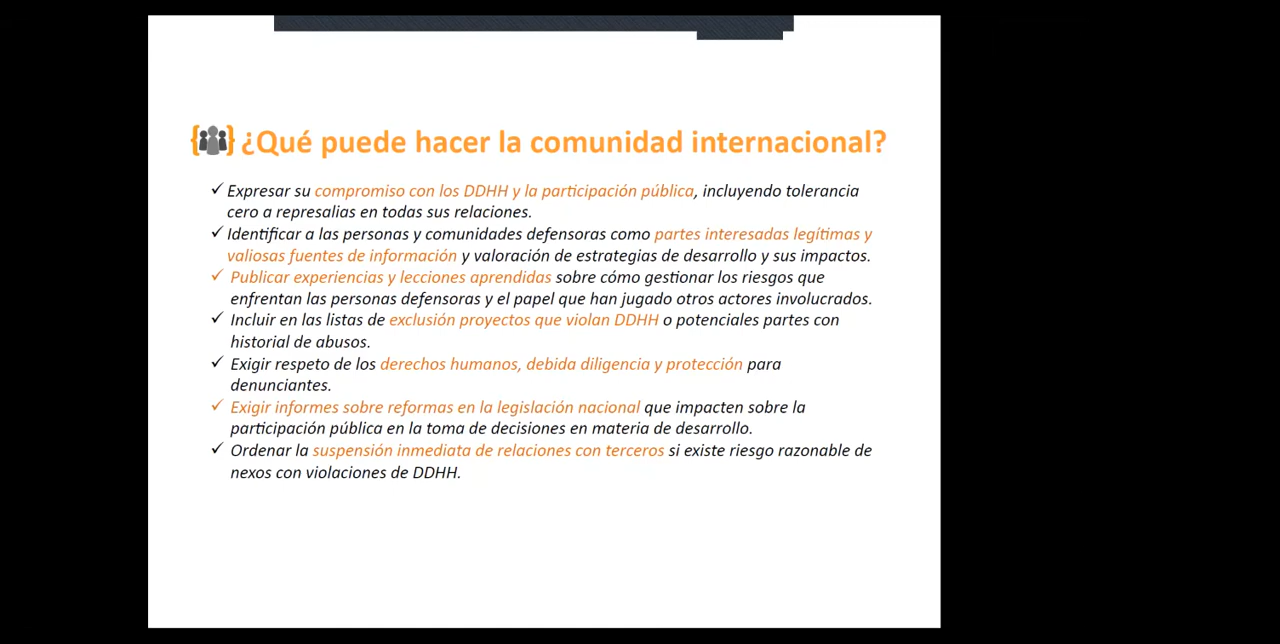 ¿Qué puede hacer la comunidad internacional?
✓ Expresar su compromiso con los DDHH y la participación pública, incluyendo tolerancia
cero a represalias en todas sus relaciones.
✓ Identificar a las personas y comunidades defensoras como partes interesadas legítimas y
valiosas fuentes de información y valoración de estrategias de desarrollo y sus impactos.
✓ Publicar experiencias y lecciones aprendidas sobre cómo gestionar los riesgos que
enfrentan las personas defensoras y el papel que han jugado otros actores involucrados.
✓ Incluir en las listas de exclusión proyectos que violan DDHH o potenciales partes con
historial de abusos.
✓ Exigir respeto de los derechos humanos, debida diligencia y protección para
denunciantes.
✓ Exigir informes sobre reformas en la legislación nacional que impacten sobre la
participación pública en la toma de decisiones en materia de desarrollo.
✓ Ordenar la suspensión inmediata de relaciones con terceros si existe riesgo razonable de
nexos con violaciones de DDHH.